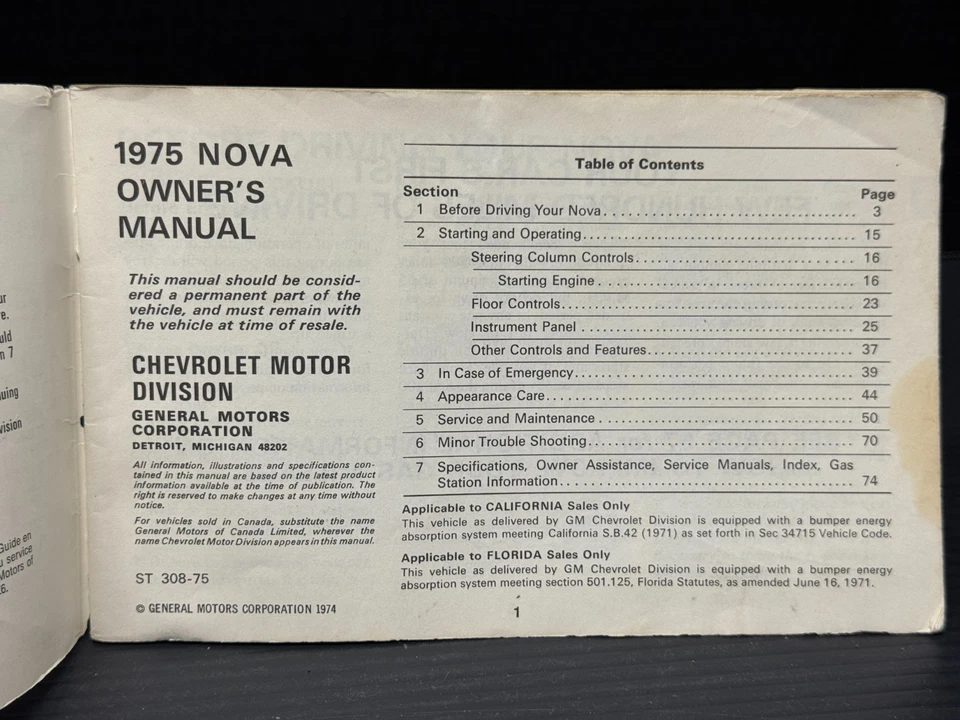 ur
re.
uld
n 7
uing
vision
Guide en
u service
Motors of
6.
1975 NOVA
OWNER'S
MANUAL
This manual should be consid-
ered a permanent part of the
vehicle, and must remain with
the vehicle at time of resale.
CHEVROLET MOTOR
DIVISION
GENERAL MOTORS
CORPORATION
DETROIT, MICHIGAN 48202
All information, illustrations and specifications con-
tained in this manual are based on the latest product
information available at the time of publication. The
right is reserved to make changes at any time without
notice.
For vehicles sold in Canada, substitute the name
General Motors of Canada Limited, wherever the
name Chevrolet Motor Division appears in this manual.
ST 308-75
© GENERAL MOTORS CORPORATION 1974
Table of Contents
Section Page
1 Before Driving Your Nova 3
2 Starting and Operating 15
Steering Column Controls 16
Starting Engine 16
Floor Controls 23
Instrument Panel 25
Other Controls and Features 37
3 In Case of Emergency 39
4 Appearance Care 44
5 Service and Maintenance 50
6 Minor Trouble Shooting 70
7 Specifications, Owner Assistance, Service Manuals, Index, Gas
Station Information 74
Applicable to CALIFORNIA Sales Only
This vehicle as delivered by GM Chevrolet Division is equipped with a bumper energy
absorption system meeting California S.B.42 (1971) as set forth in Sec 34715 Vehicle Code.
Applicable to FLORIDA Sales Only
This vehicle as delivered by GM Chevrolet Division is equipped with a bumper energy
absorption system meeting section 501.125, Florida Statutes, as amended June 16, 1971.
1